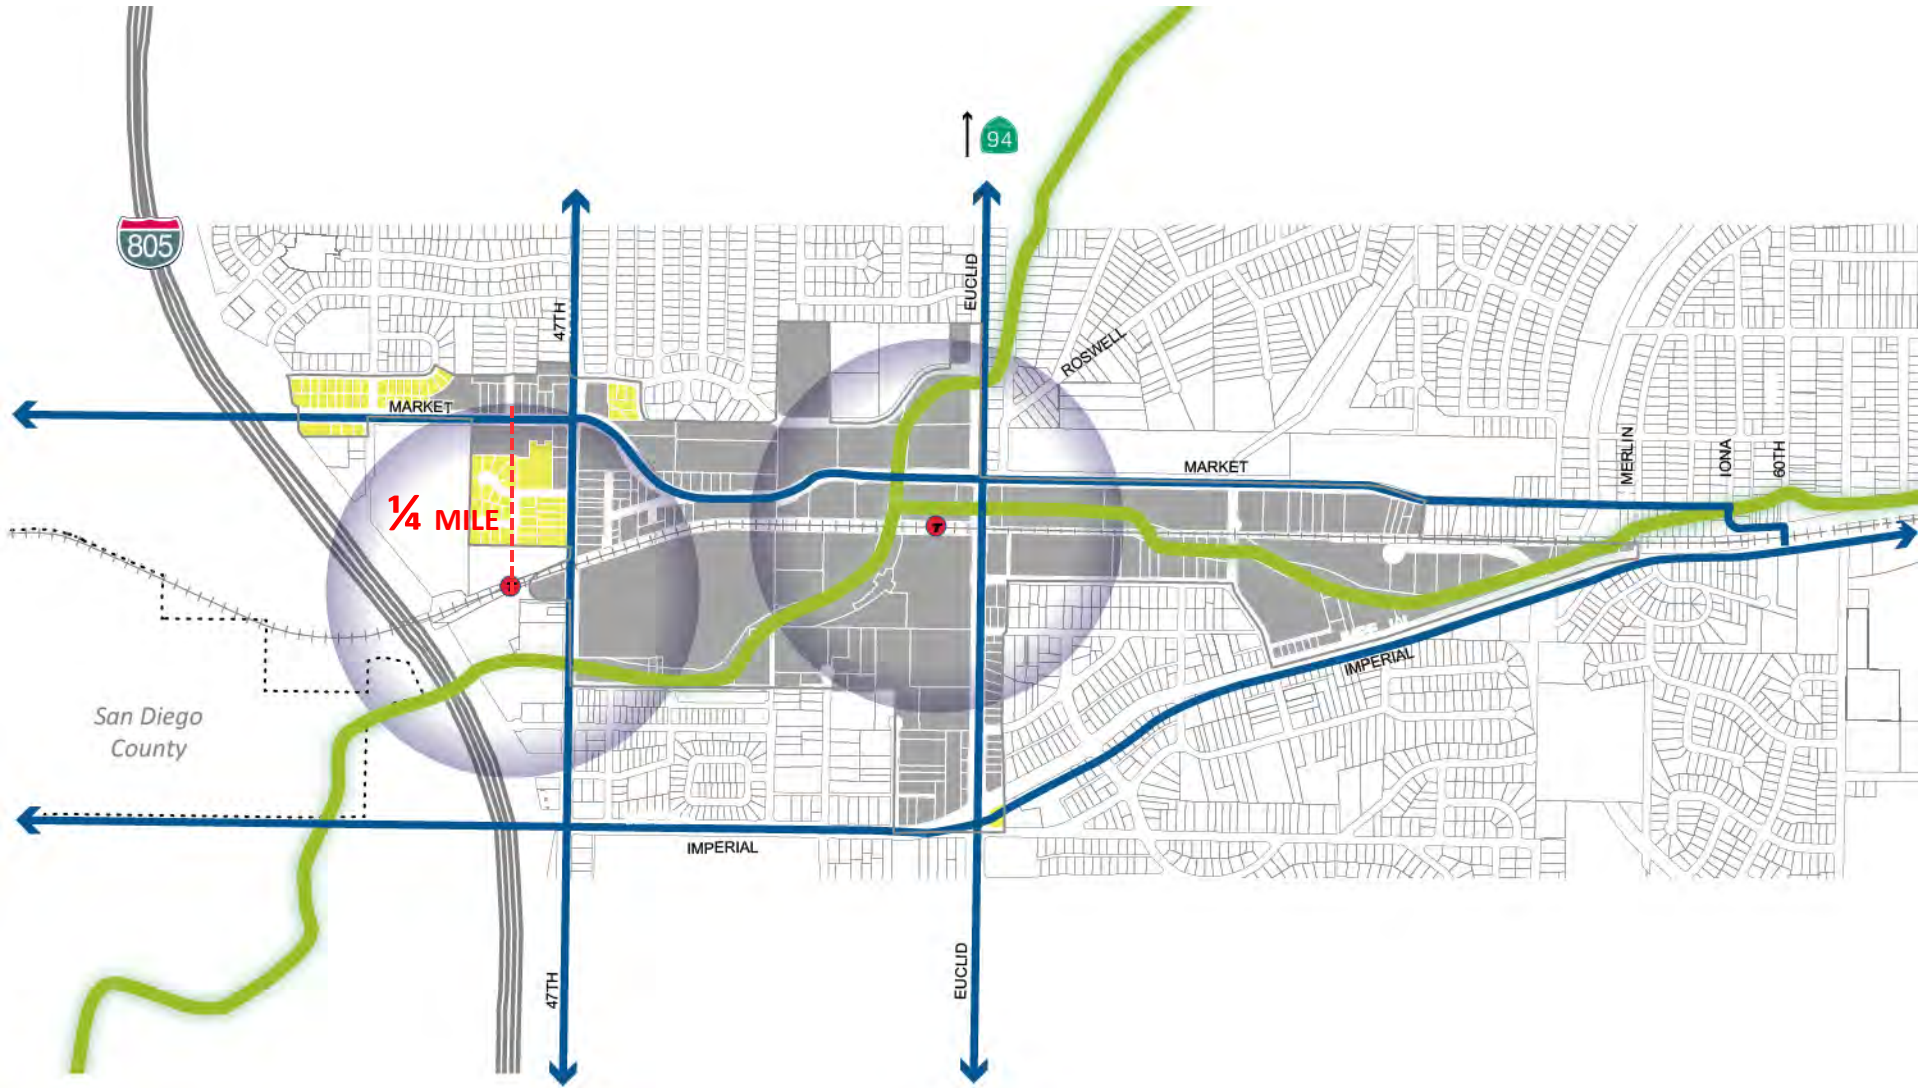 94
805
EUCLID
47TH
ROSWELL
MARKET
MERLIN
IONA
60TH
MARKET
¼ MILE
T
San Diego
County
IMPERIAL
IMPERIAL
EUCLID
47TH